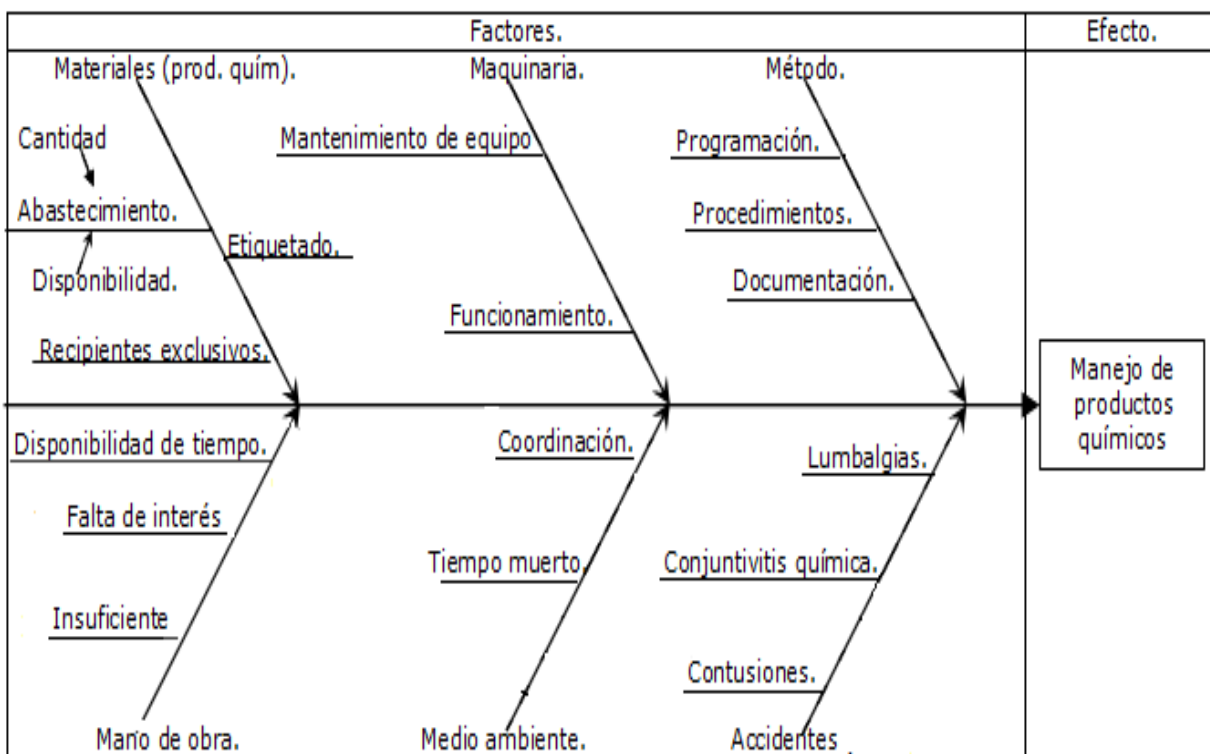 Factores.
Efecto.
Materiales (prod. quím).
Maquinaria.
Método.
Cantidad
Mantenimiento de equipo
Programación.
Abastecimiento.
Procedimientos.
Etiquetado.
Disponibilidad.
Documentación.
Funcionamiento.
Recipientes exclusivos.
Manejo de
productos
químicos
Disponibilidad de tiempo.
Coordinación.
Lumbalgias.
Falta de interés
Tiempo muerto.
Conjuntivitis química.
Insuficiente
Contusiones.
Mano de obra.
Medio ambiente.
Accidentes